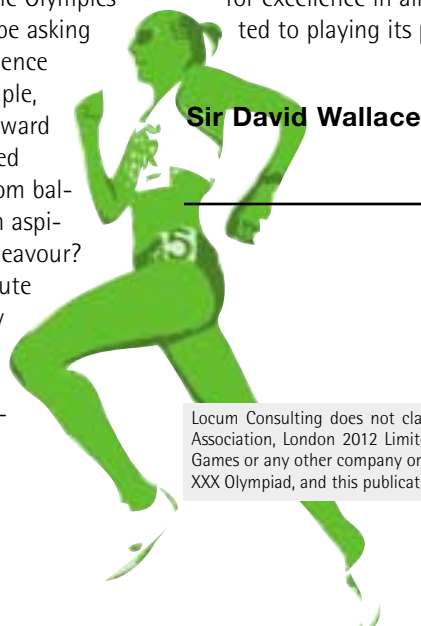 e Olympics
be asking
ence
ple,
ward
ed
om bal-
n aspi-
eavour?
ute
y
-
for excellence in all
ted to playing its p
Sir David Wallace
5
Locum Consulting does not cla
Association, London 2012 Limite
Games or any other company or
XXX Olympiad, and this publicat